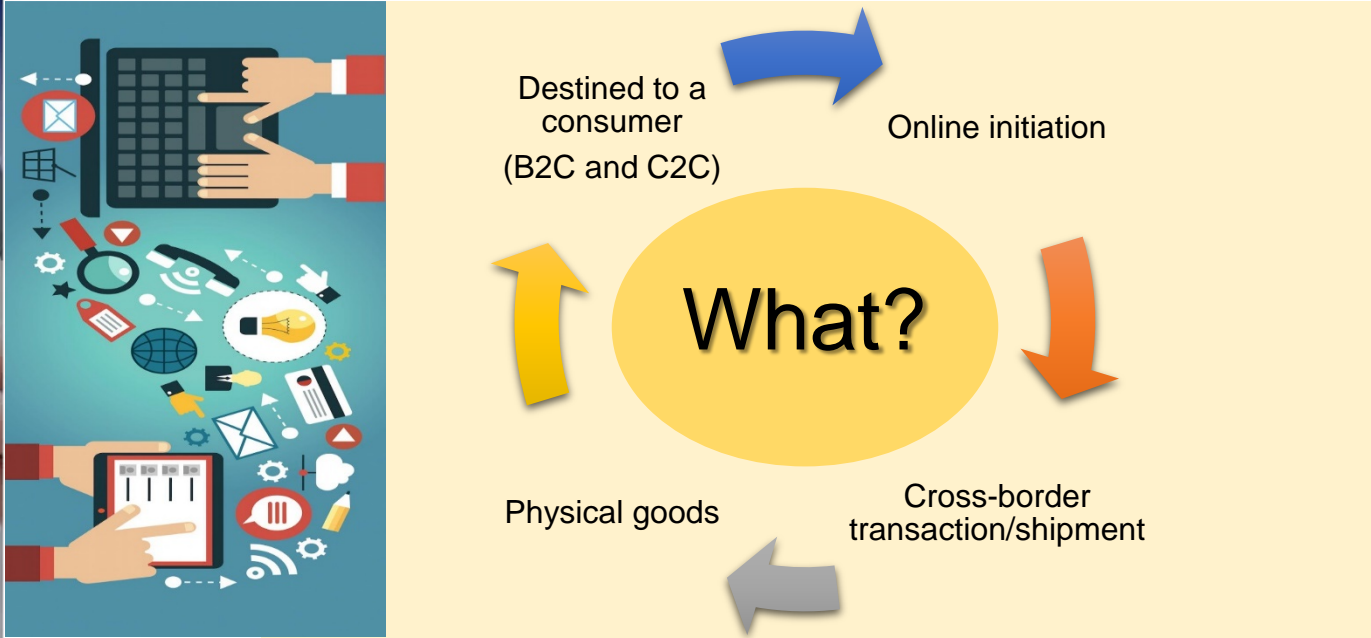 Destined to a
consumer
(B2C and C2C)
Online initiation
What?
Physical goods
Cross-border
transaction/shipment